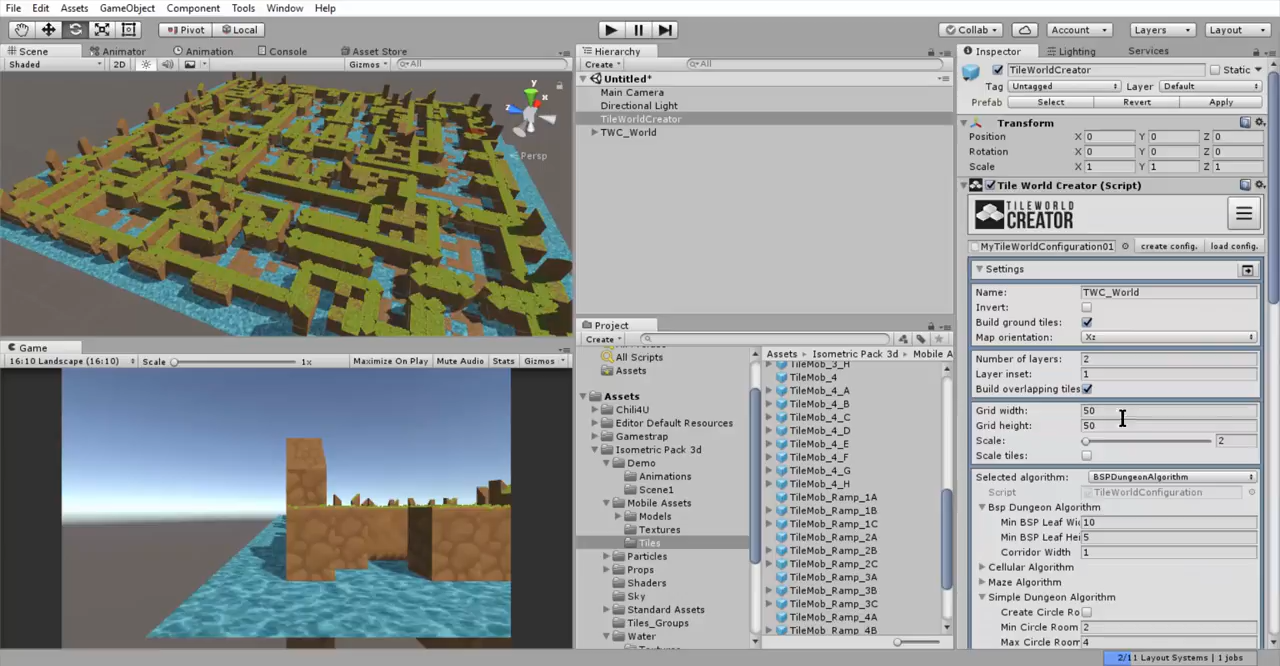 File Edit Assets GameObject Component Tools Window Help
Pivot Local Collab Account Layers Layout
Scene Animator Animation Console Asset Store
Shaded 2D Gizmos All
y
x
z
Persp
Game
16:10 Landscape (16:10) Scale 1x Maximize On Play Mute Audio Stats Gizmos
Hierarchy
Create All
Untitled*
Main Camera
Directional Light
TileWorldCreator
TWC_World
Project
Create
All Scripts
Assets
Assets
Chili4U
Editor Default Resources
Gamestrap
Isometric Pack 3d
Demo
Animations
Scene1
Mobile Assets
Models
Textures
Tiles
Particles
Props
Shaders
Sky
Standard Assets
Tiles_Groups
Water
Assets Isometric Pack 3d Mobile A
TileMob_3_H
TileMob_4
TileMob_4_A
TileMob_4_B
TileMob_4_C
TileMob_4_D
TileMob_4_E
TileMob_4_F
TileMob_4_G
TileMob_4_H
TileMob_Ramp_1A
TileMob_Ramp_1B
TileMob_Ramp_1C
TileMob_Ramp_2A
TileMob_Ramp_2B
TileMob_Ramp_2C
TileMob_Ramp_3A
TileMob_Ramp_3B
TileMob_Ramp_3C
TileMob_Ramp_4A
TileMob_Ramp_4B
Inspector Lighting Services
TileWorldCreator Static
Tag Untagged Layer Default
Prefab Select Revert Apply
Transform
Position X 0 Y 0 Z 0
Rotation X 0 Y 0 Z 0
Scale X 1 Y 1 Z 1
Tile World Creator (Script)
TILEWORLD
CREATOR
MyTileWorldConfiguration01 create config. load config.
Settings
Name: TWC_World
Invert:
Build ground tiles:
Map orientation: Xz
Number of layers: 2
Layer inset: 1
Build overlapping tiles
Grid width: 50
Grid height: 50
Scale: 2
Scale tiles:
Selected algorithm: BSPDungeonAlgorithm
Script TileWorldConfiguration
Bsp Dungeon Algorithm
Min BSP Leaf Wi 10
Min BSP Leaf Hei 5
Corridor Width 1
Cellular Algorithm
Maze Algorithm
Simple Dungeon Algorithm
Create Circle Ro
Min Circle Room 2
Max Circle Room 4
2/11 Layout Systems | 1 jobs